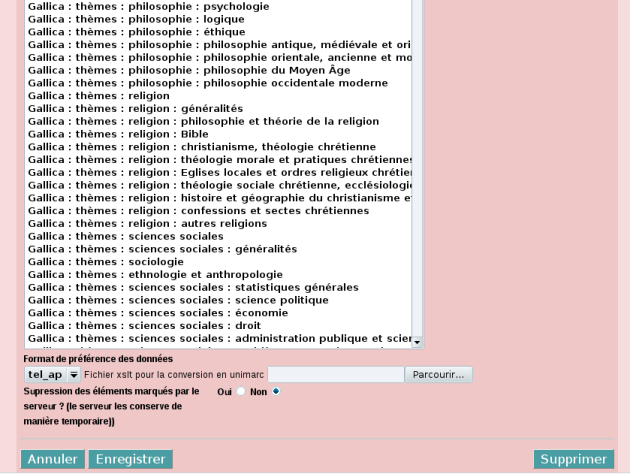 Gallica : thèmes : philosophie : psychologie
Gallica : thèmes : philosophie : logique
Gallica : thèmes : philosophie : éthique
Gallica : thèmes : philosophie : philosophie antique, médiévale et ori
Gallica : thèmes : philosophie : philosophie orientale, ancienne et mo
Gallica : thèmes : philosophie : philosophie du Moyen Âge
Gallica : thèmes : philosophie : philosophie occidentale moderne
Gallica : thèmes : religion
Gallica : thèmes : religion : généralités
Gallica : thèmes : religion : philosophie et théorie de la religion
Gallica : thèmes : religion : Bible
Gallica : thèmes : religion : christianisme, théologie chrétienne
Gallica : thèmes : religion : théologie morale et pratiques chrétiennes
Gallica : thèmes : religion : Eglises locales et ordres religieux chrétie
Gallica : thèmes : religion : théologie sociale chrétienne, ecclésiologi
Gallica : thèmes : religion : histoire et géographie du christianisme e
Gallica : thèmes : religion : confessions et sectes chrétiennes
Gallica : thèmes : religion : autres religions
Gallica : thèmes : sciences sociales
Gallica : thèmes : sciences sociales : généralités
Gallica : thèmes : sociologie
Gallica : thèmes : ethnologie et anthropologie
Gallica : thèmes : sciences sociales : statistiques générales
Gallica : thèmes : sciences sociales : science politique
Gallica : thèmes : sciences sociales : économie
Gallica : thèmes : sciences sociales : droit
Gallica : thèmes : sciences sociales : administration publique et scien
Format de préférence des données
tel_ap Fichier xslt pour la conversion en unimarc Parcourir...
Supression des éléments marqués par le Oui Non
serveur ? (le serveur les conserve de
manière temporaire))
Annuler Enregistrer Supprimer